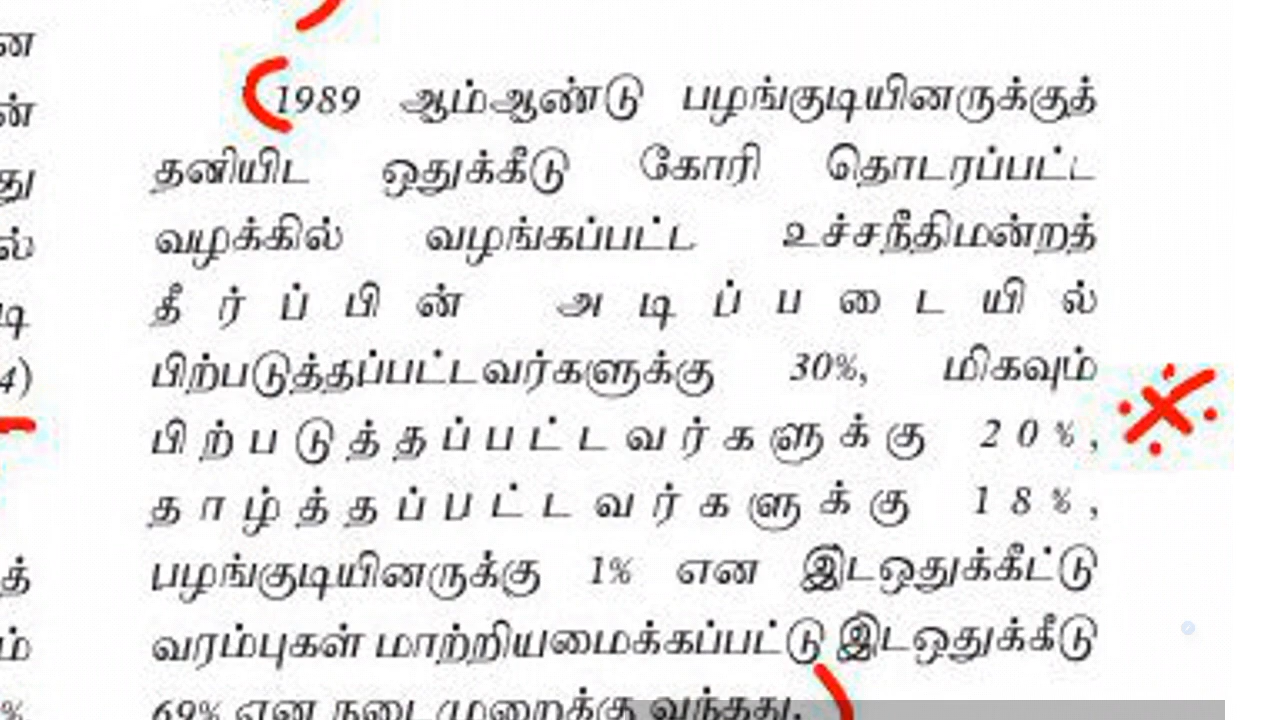 ன
ன்
1989 ஆம்ஆண்டு பழங்குடியினருக்குத்
து
தனியிட ஒதுக்கீடு கோரி தொடரப்பட்ட
ல்
வழக்கில் வழங்கப்பட்ட உச்சநீதிமன்றத்
டி
தீர்ப்பின் அடிப்படையில்
4)
பிற்படுத்தப்பட்டவர்களுக்கு 30%, மிகவும்
பிற்படுத்தப்பட்டவர்களுக்கு 20%,
தாழ்த்தப்பட்டவர்களுக்கு 18%,
த்
பழங்குடியினருக்கு 1% என இடஒதுக்கீட்டு
ம்
வரம்புகள் மாற்றியமைக்கப்பட்டு இடஒதுக்கீடு
%
69% என நடைமுறைக்கு வந்தது.